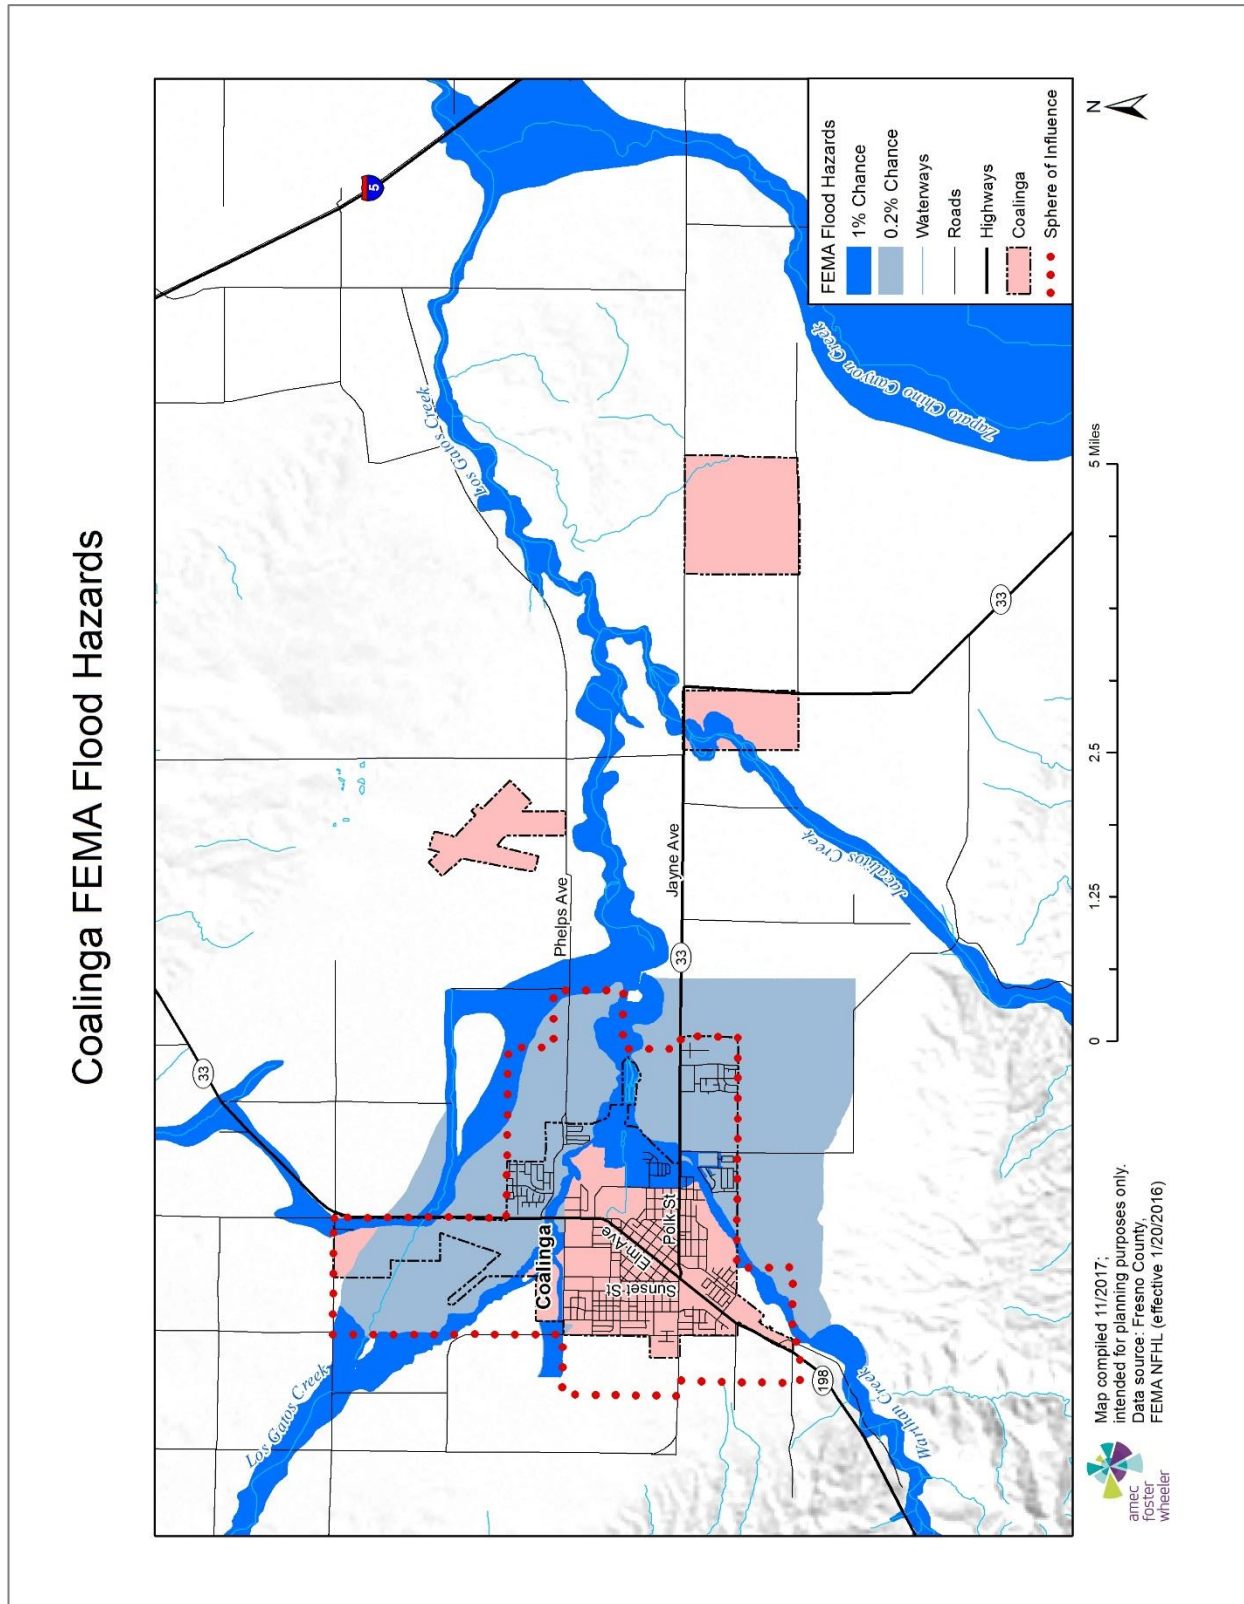 Coalinga FEMA Flood Hazards
33
5
Los Gatos Creek
Los Gatos Creek
Phelps Ave
Coalinga
Elm Ave
Sunset St
Polk St
33
Jayne Ave
Jacalitos Creek
33
Zapato Chino Canyon Creek
198
Warthan Creek
FEMA Flood Hazards
1% Chance
0.2% Chance
Waterways
Roads
Highways
Coalinga
Sphere of Influence
N
0
1.25
2.5
5 Miles
amec
foster
wheeler
Map compiled 11/2017;
intended for planning purposes only.
Data source: Fresno County,
FEMA NFHL (effective 1/20/2016)